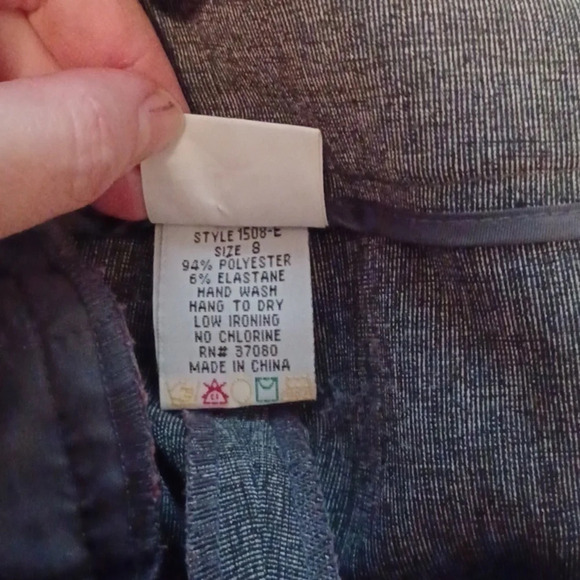 STYLE 1508-E
SIZE 8
94% POLYESTER
6% ELASTANE
HAND WASH
HANG TO DRY
LOW IRONING
NO CHLORINE
RN# 37080
MADE IN CHINA